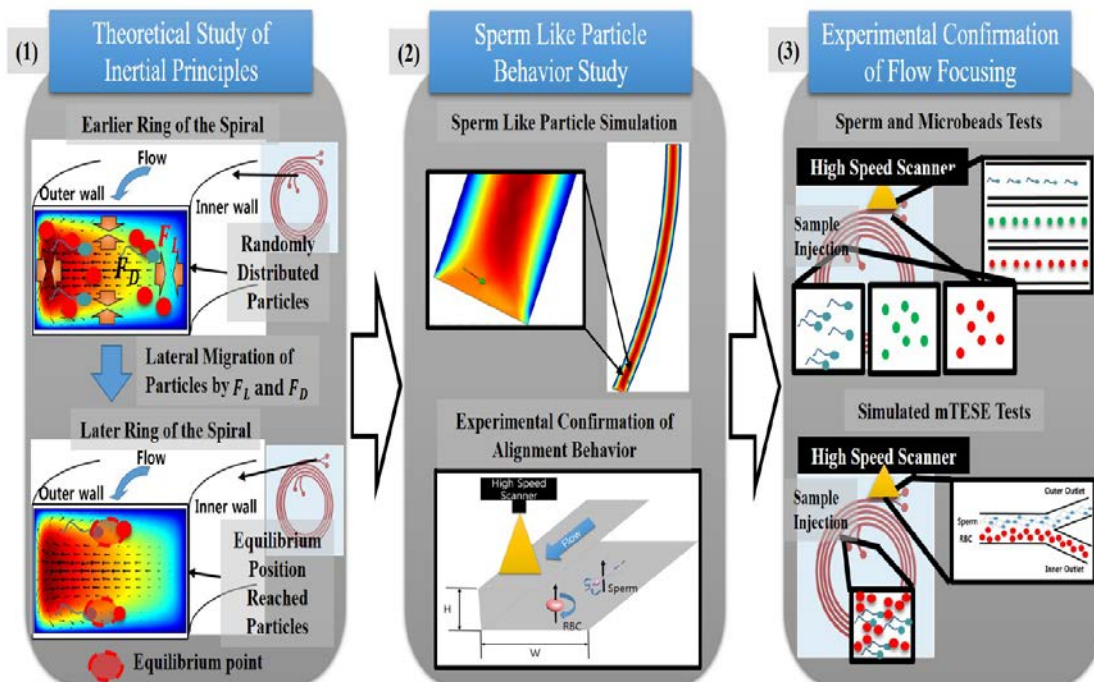 (1)
Theoretical Study of
Inertial Principles
Earlier Ring of the Spiral
Flow
Outer wall
Inner wall
F_L
F_D
Randomly
Distributed
Particles
Lateral Migration of
Particles by F_L and F_D
Later Ring of the Spiral
Flow
Outer wall
Inner wall
Equilibrium
Position
Reached
Particles
Equilibrium point
(2)
Sperm Like Particle
Behavior Study
Sperm Like Particle Simulation
Experimental Confirmation of
Alignment Behavior
High Speed
Scanner
Flow
Sperm
RBC
H
W
(3)
Experimental Confirmation
of Flow Focusing
Sperm and Microbeads Tests
High Speed Scanner
Sample
Injection
Simulated mTESE Tests
High Speed Scanner
Sample
Injection
Outer Outlet
Sperm
RBC
Inner Outlet